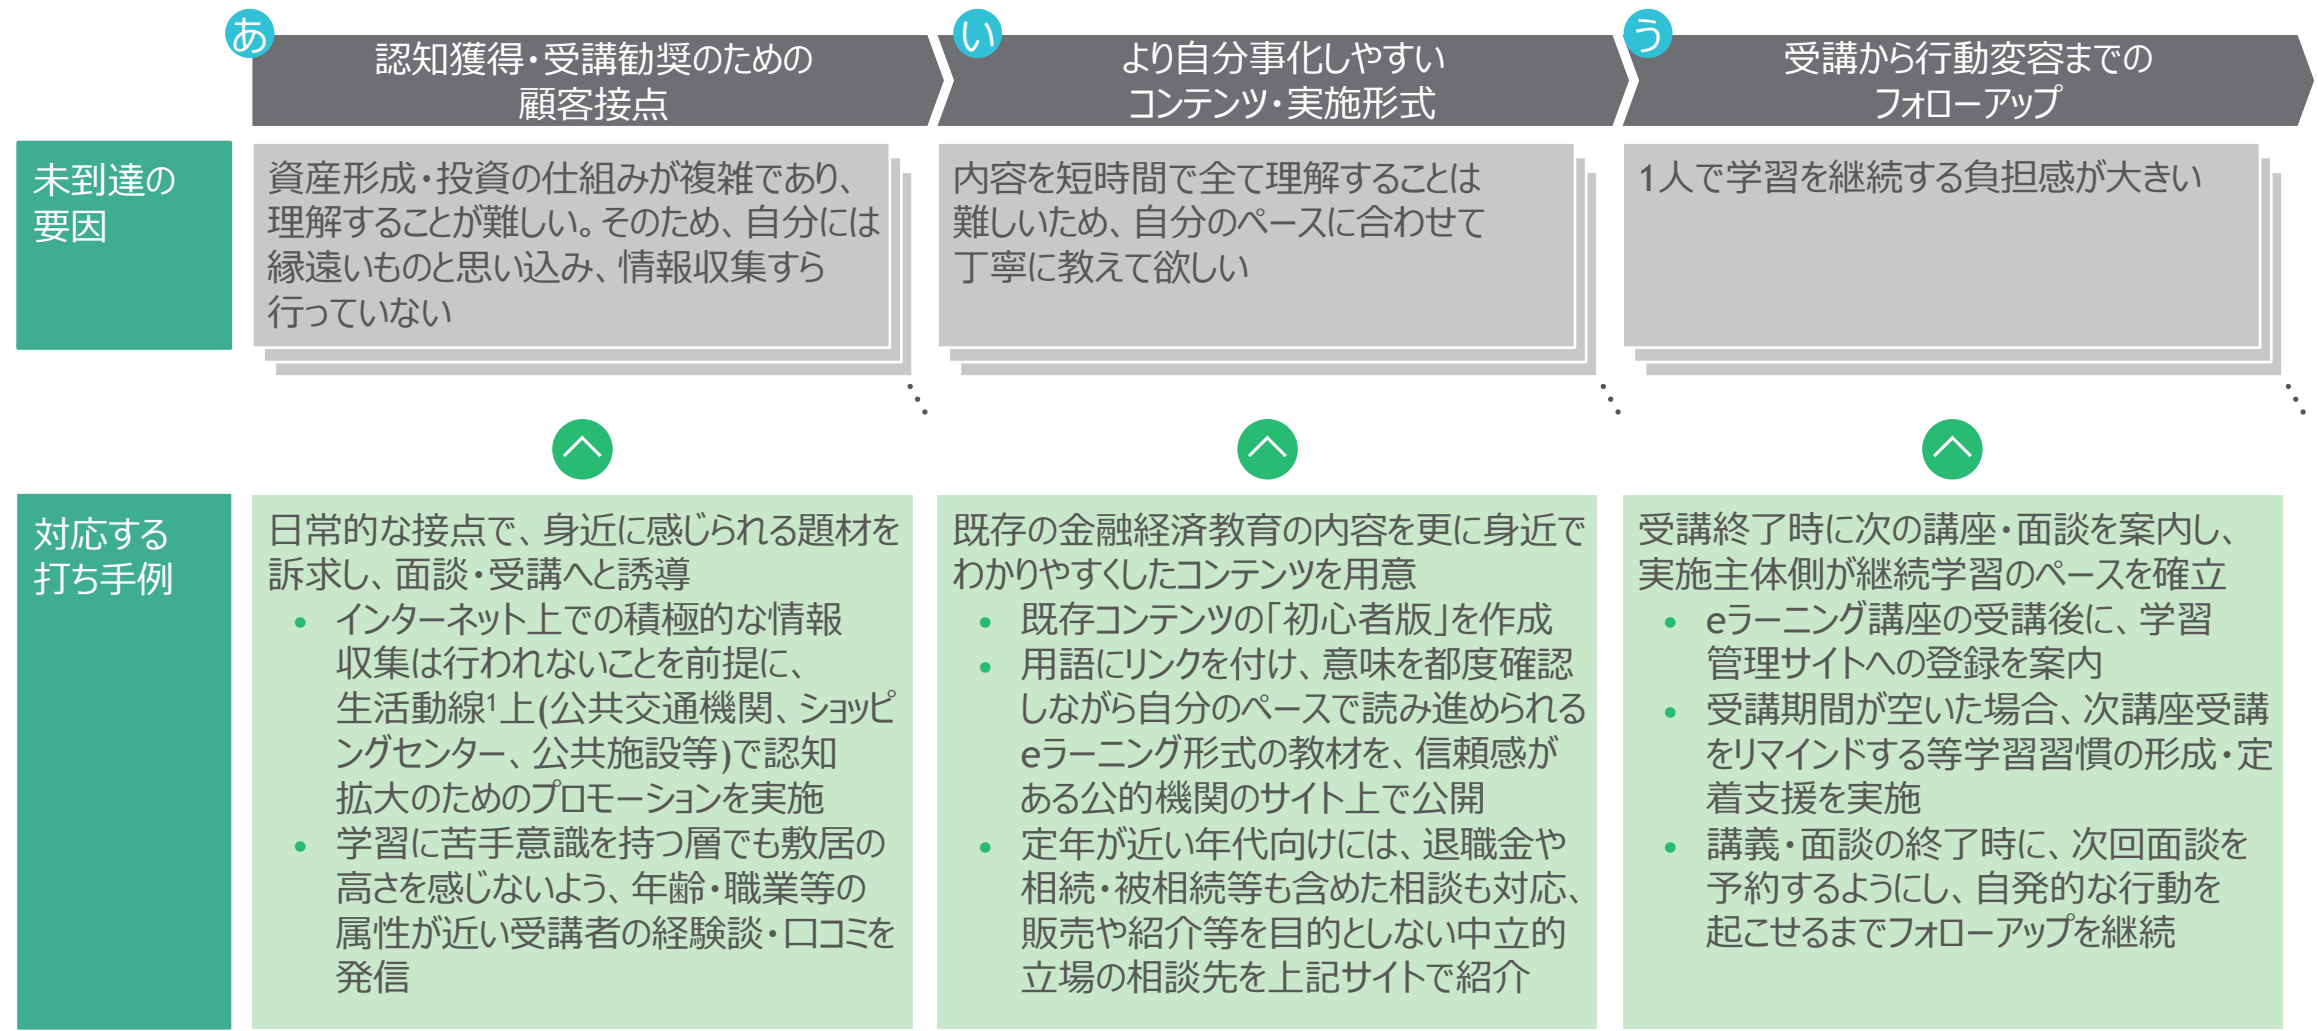 あ
認知獲得・受講勧奨のための
顧客接点
い
より自分事化しやすい
コンテンツ・実施形式
う
受講から行動変容までの
フォローアップ
未到達の
要因
資産形成・投資の仕組みが複雑であり、
理解することが難しい。そのため、自分には
縁遠いものと思い込み、情報収集すら
行っていない
内容を短時間で全て理解することは
難しいため、自分のペースに合わせて
丁寧に教えて欲しい
1人で学習を継続する負担感が大きい
対応する
打ち手例
日常的な接点で、身近に感じられる題材を
訴求し、面談・受講へと誘導
• インターネット上での積極的な情報
収集は行われないことを前提に、
生活動線¹上(公共交通機関、ショッピ
ングセンター、公共施設等)で認知
拡大のためのプロモーションを実施
• 学習に苦手意識を持つ層でも敷居の
高さを感じないよう、年齢・職業等の
属性が近い受講者の経験談・口コミを
発信
既存の金融経済教育の内容を更に身近で
わかりやすくしたコンテンツを用意
• 既存コンテンツの「初心者版」を作成
• 用語にリンクを付け、意味を都度確認
しながら自分のペースで読み進められる
eラーニング形式の教材を、信頼感が
ある公的機関のサイト上で公開
• 定年が近い年代向けには、退職金や
相続・被相続等も含めた相談も対応、
販売や紹介等を目的としない中立的
立場の相談先を上記サイトで紹介
受講終了時に次の講座・面談を案内し、
実施主体側が継続学習のペースを確立
• eラーニング講座の受講後に、学習
管理サイトへの登録を案内
• 受講期間が空いた場合、次講座受講
をリマインドする等学習習慣の形成・定
着支援を実施
• 講義・面談の終了時に、次回面談を
予約するようにし、自発的な行動を
起こせるまでフォローアップを継続